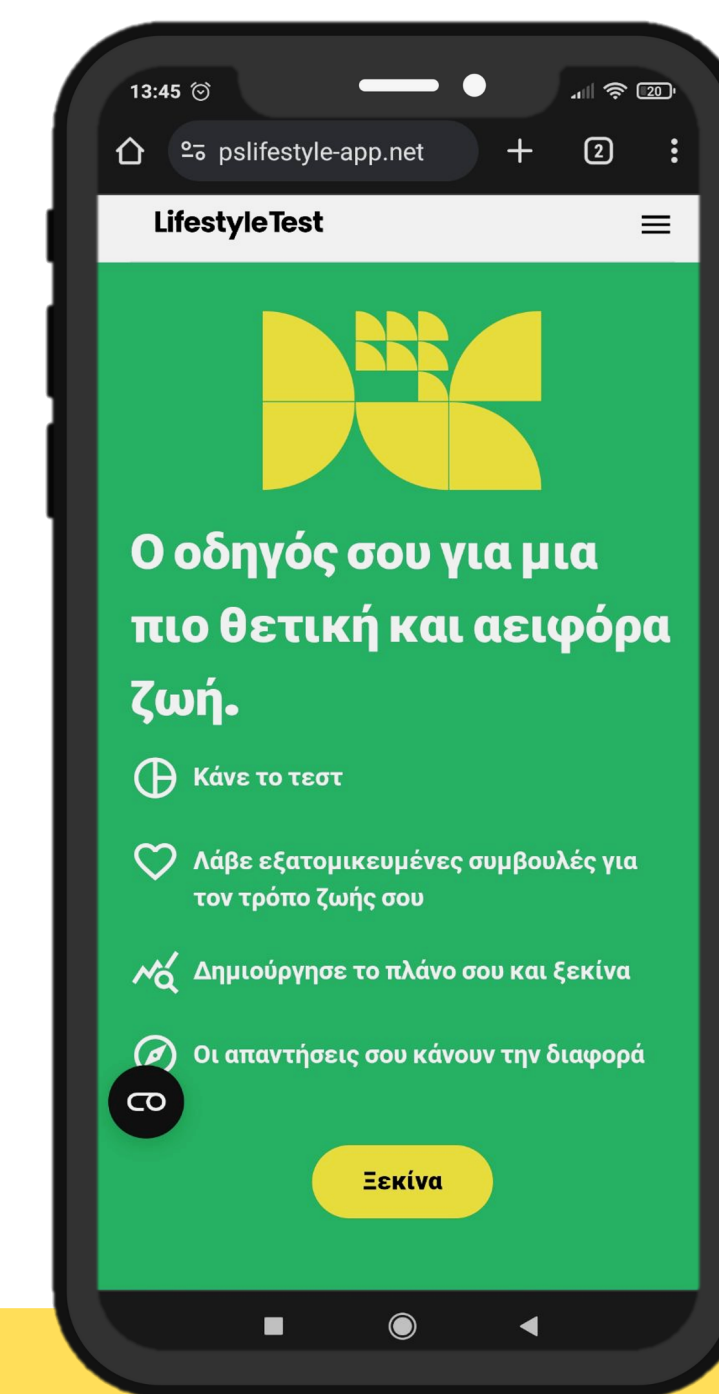 13:45
20
pslifestyle-app.net
2
LifestyleTest
Ο οδηγός σου για μια
πιο θετική και αειφόρα
ζωή.
Κάνε το τεστ
Λάβε εξατομικευμένες συμβουλές για
τον τρόπο ζωής σου
Δημιούργησε το πλάνο σου και ξεκίνα
Οι απαντήσεις σου κάνουν την διαφορά
Ξεκίνα